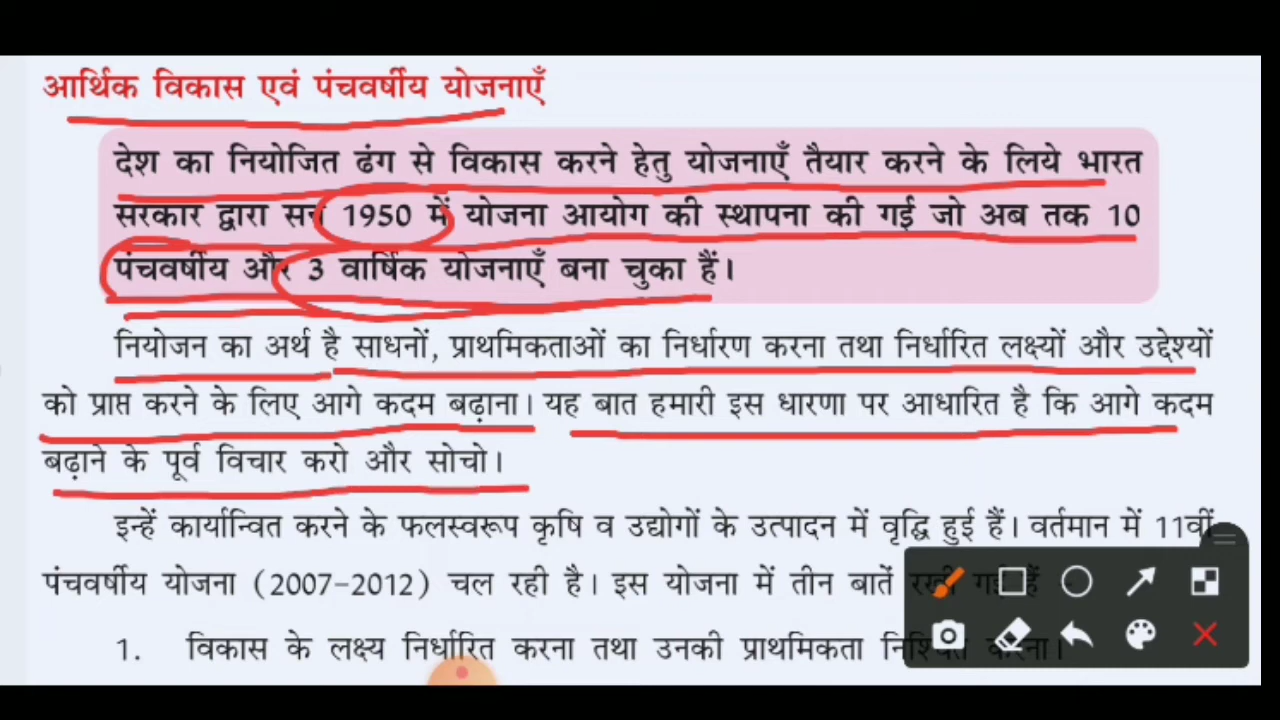 आर्थिक विकास एवं पंचवर्षीय योजनाएँ
देश का नियोजित ढंग से विकास करने हेतु योजनाएँ तैयार करने के लिये भारत
सरकार द्वारा सन् 1950 में योजना आयोग की स्थापना की गई जो अब तक 10
पंचवर्षीय और 3 वार्षिक योजनाएँ बना चुका हैं।
नियोजन का अर्थ है साधनों, प्राथमिकताओं का निर्धारण करना तथा निर्धारित लक्ष्यों और उद्देश्यों
को प्राप्त करने के लिए आगे कदम बढ़ाना। यह बात हमारी इस धारणा पर आधारित है कि आगे कदम
बढ़ाने के पूर्व विचार करो और सोचो।
इन्हें कार्यान्वित करने के फलस्वरूप कृषि व उद्योगों के उत्पादन में वृद्धि हुई हैं। वर्तमान में 11वीं
पंचवर्षीय योजना (2007-2012) चल रही है। इस योजना में तीन बातें रखी गई हैं -
1. विकास के लक्ष्य निर्धारित करना तथा उनकी प्राथमिकता निश्चित करना।